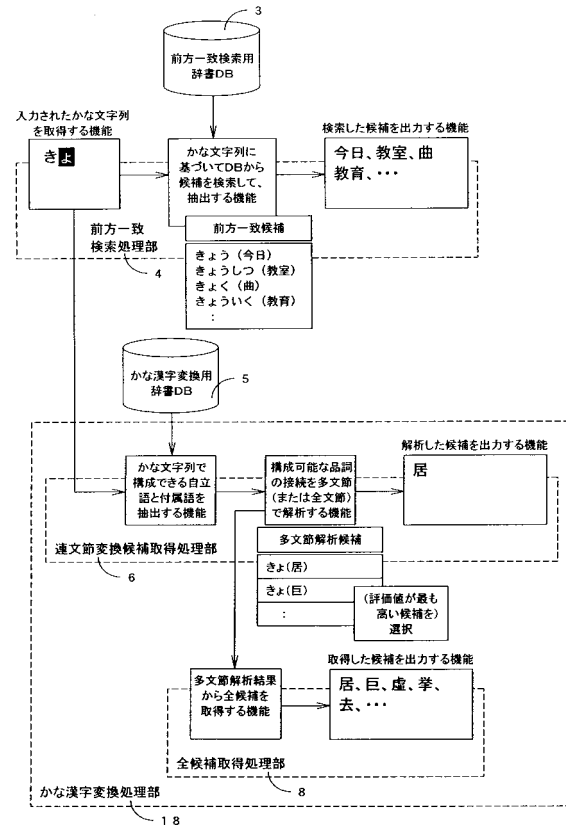 3
前方一致検索用
辞書DB
入力されたかな文字列
を取得する機能
きょ
かな文字列に
基づいてDBから
候補を検索して、
抽出する機能
検索した候補を出力する機能
今日、教室、曲
教育、・・・
前方一致
検索処理部
4
前方一致候補
きょう（今日）
きょうしつ（教室）
きょく（曲）
きょういく（教育）
：
かな漢字変換用
辞書DB
5
かな文字列で
構成できる自立
語と付属語を
抽出する機能
構成可能な品詞
の接続を多文節
（または全文節）
で解析する機能
解析した候補を出力する機能
居
連文節変換候補取得処理部
6
多文節解析候補
きょ（居）
きょ（巨）
：
（評価値が最も
高い候補を）
選択
多文節解析結果
から全候補を
取得する機能
取得した候補を出力する機能
居、巨、虚、挙、
去、・・・
全候補取得処理部
8
かな漢字変換処理部
18